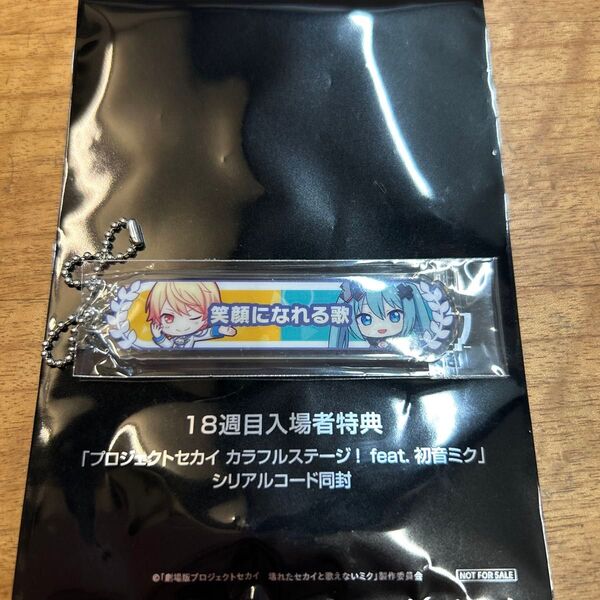 笑顔になれる歌
18週目入場者特典
「プロジェクトセカイ カラフルステージ！ feat. 初音ミク」
シリアルコード同封
©「劇場版プロジェクトセカイ 壊れたセカイと歌えないミク」製作委員会
NOT FOR SALE